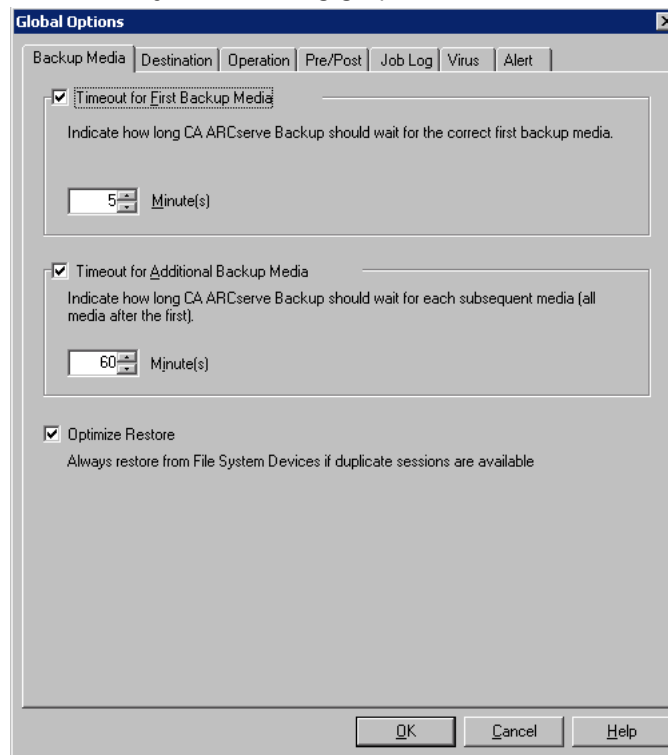 Global Options
Backup Media Destination Operation Pre/Post Job Log Virus Alert
Timeout for First Backup Media
Indicate how long CA ARCserve Backup should wait for the correct first backup media.
5 Minute(s)
Timeout for Additional Backup Media
Indicate how long CA ARCserve Backup should wait for each subsequent media (all
media after the first).
60 Minute(s)
Optimize Restore
Always restore from File System Devices if duplicate sessions are available
OK Cancel Help